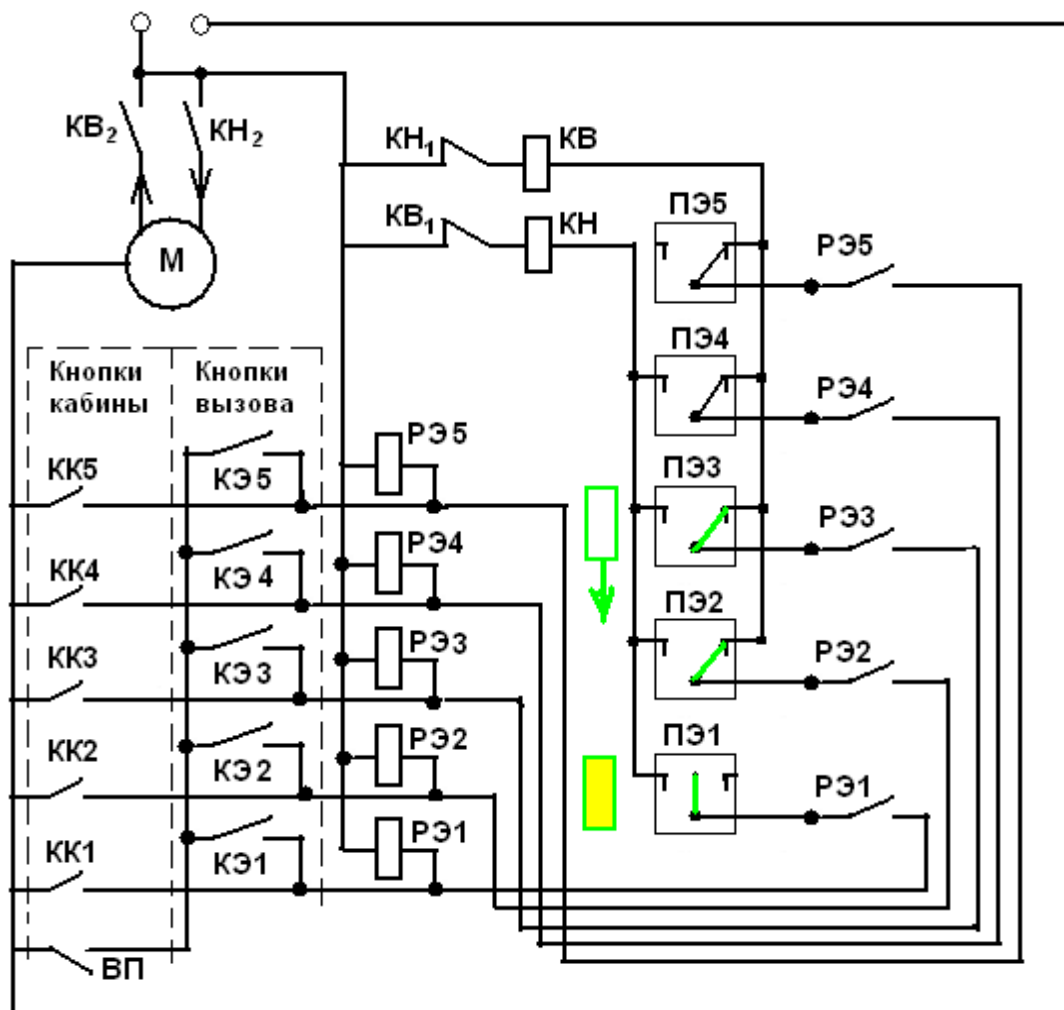 КВ2
КН2
КН1
КВ
КВ1
КН
М
ПЭ5
РЭ5
ПЭ4
РЭ4
ПЭ3
РЭ3
ПЭ2
РЭ2
ПЭ1
РЭ1
Кнопки
кабины
Кнопки
вызова
КК5
КЭ5
РЭ5
КК4
КЭ4
РЭ4
КК3
КЭ3
РЭ3
КК2
КЭ2
РЭ2
КК1
КЭ1
РЭ1
ВП